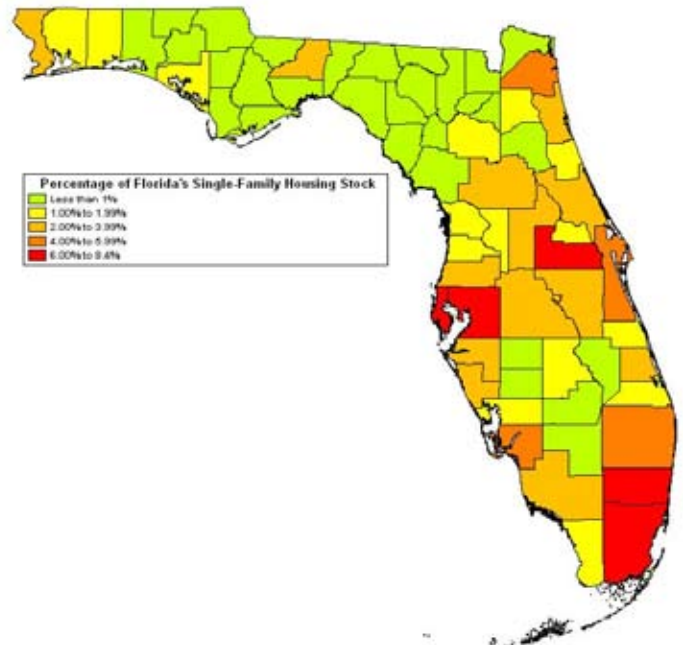 Percentage of Florida's Single-Family Housing Stock
Less than 1%
1.00% to 1.99%
2.00% to 3.99%
4.00% to 5.99%
6.00% to 8.4%